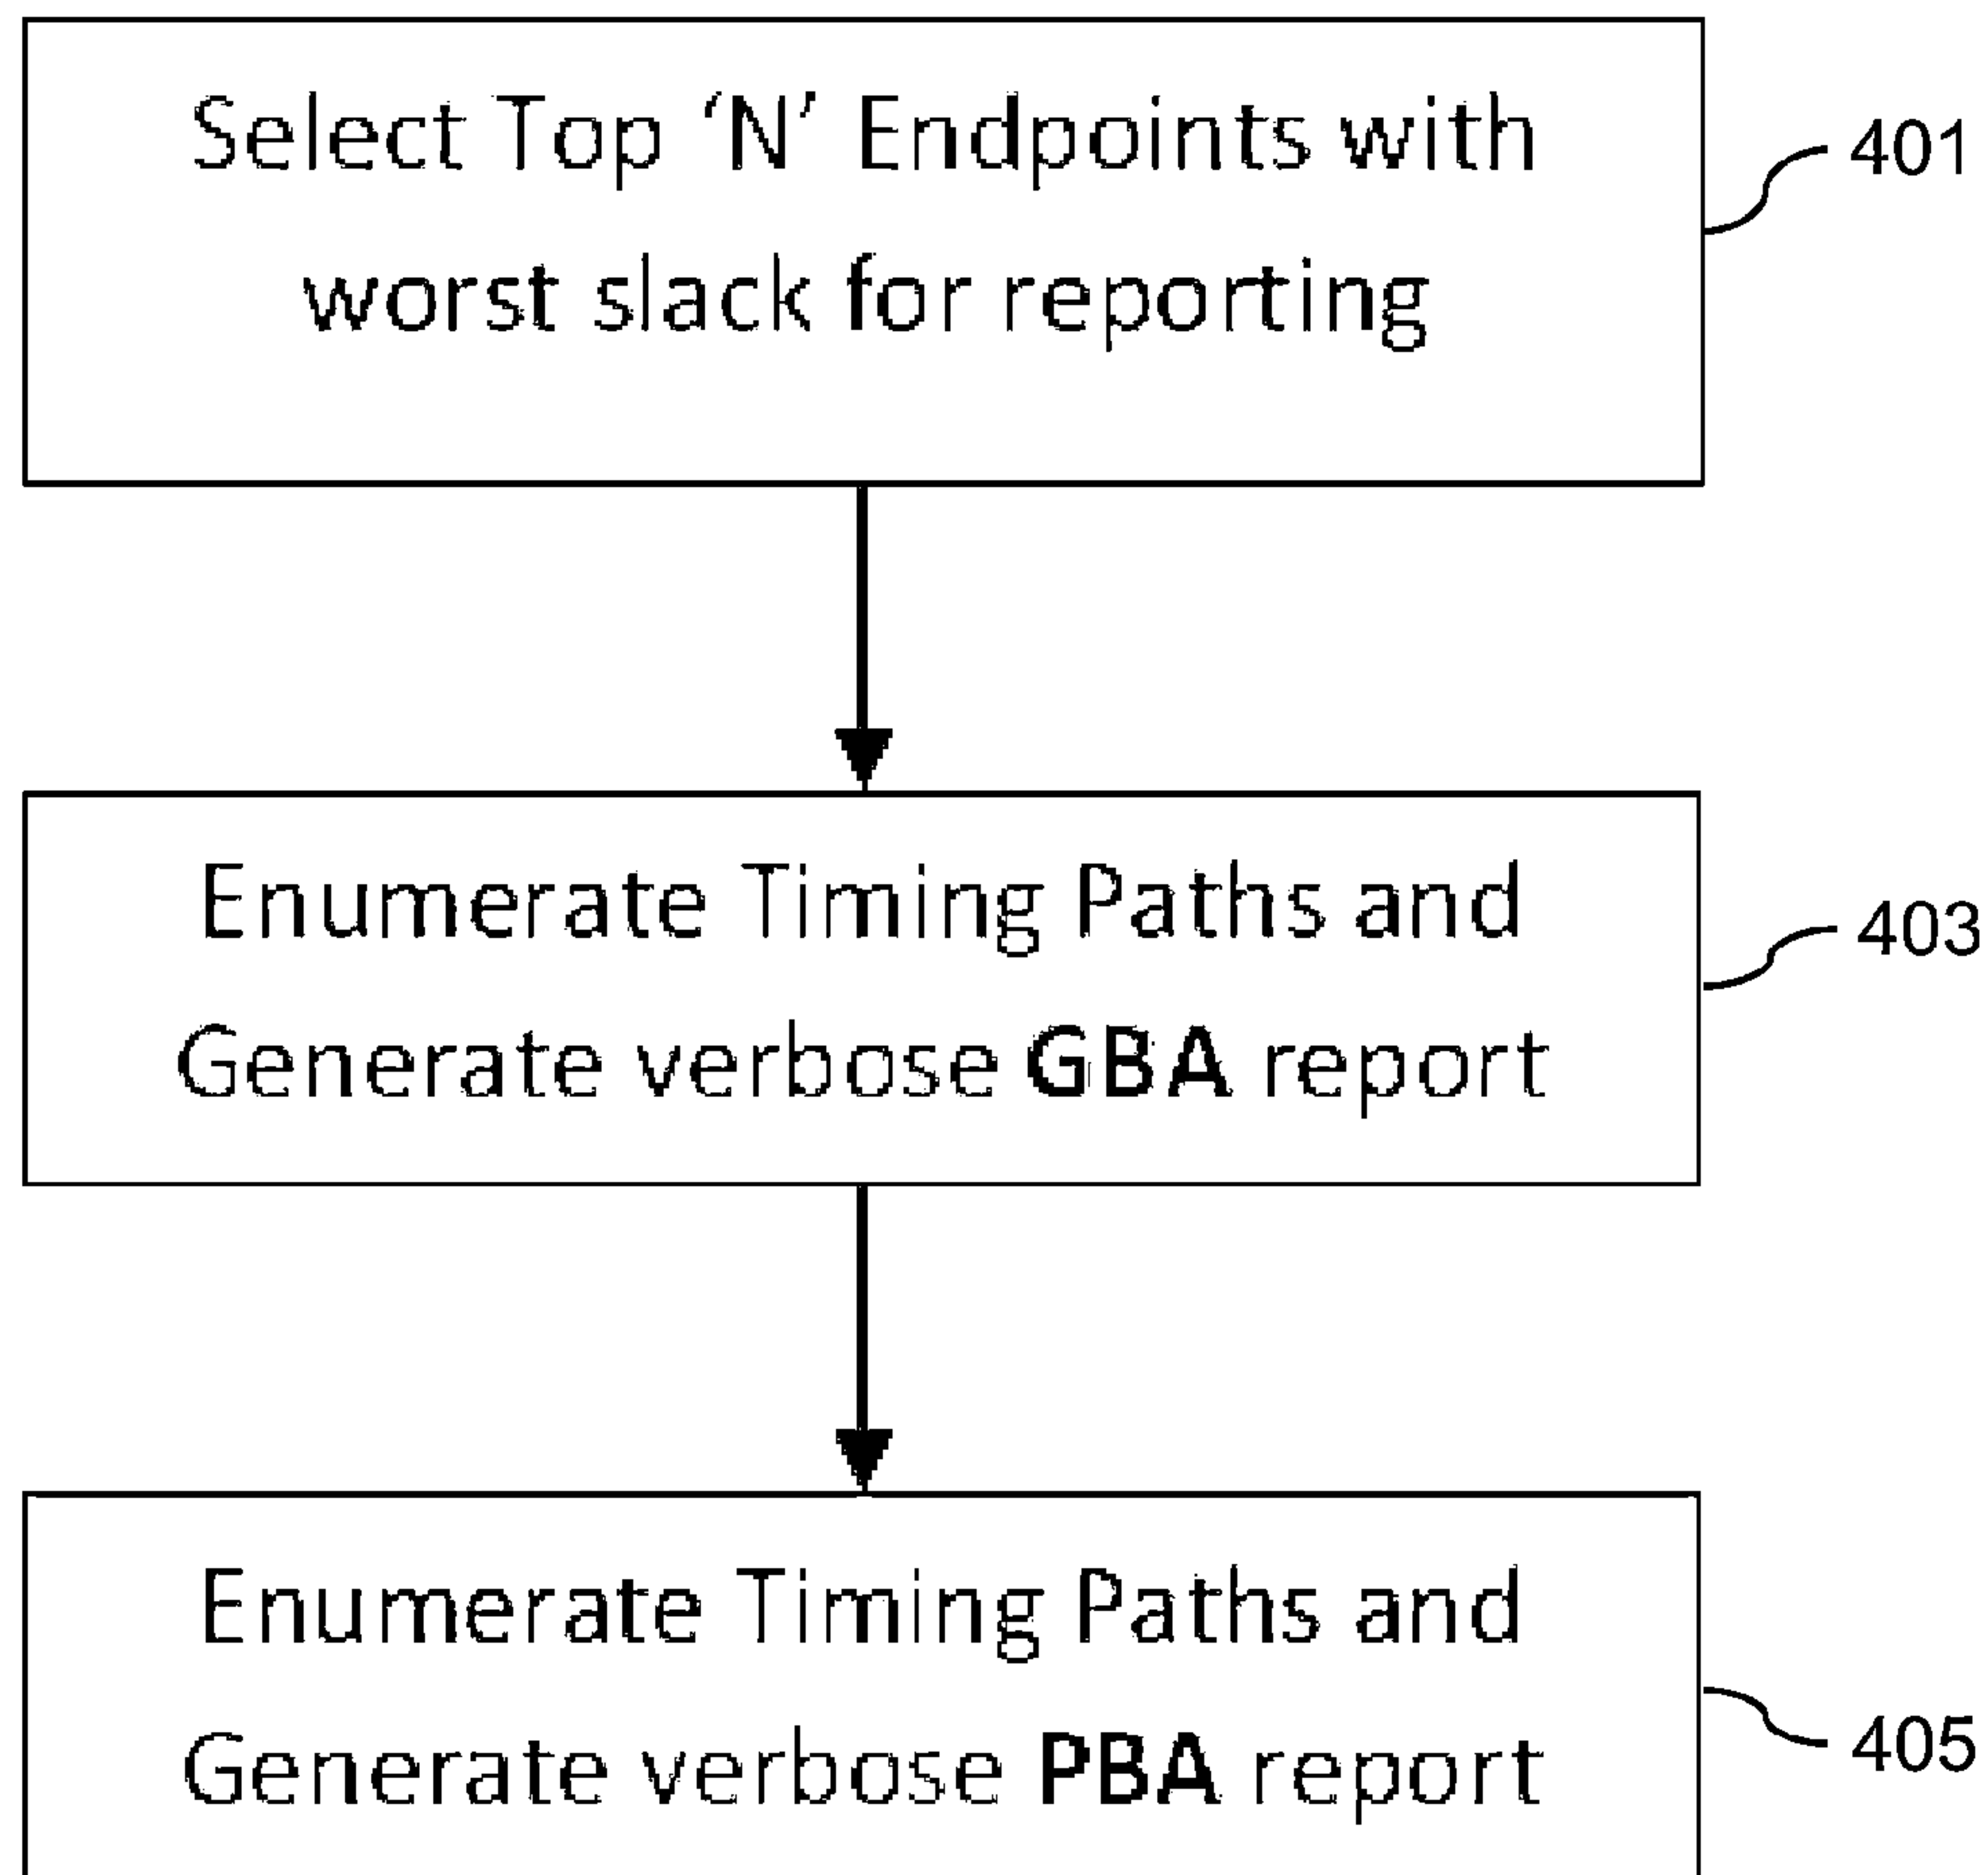 Select Top ‘N’ Endpoints with
worst slack for reporting
401
Enumerate Timing Paths and
Generate verbose GBA report
403
Enumerate Timing Paths and
Generate verbose PBA report
405